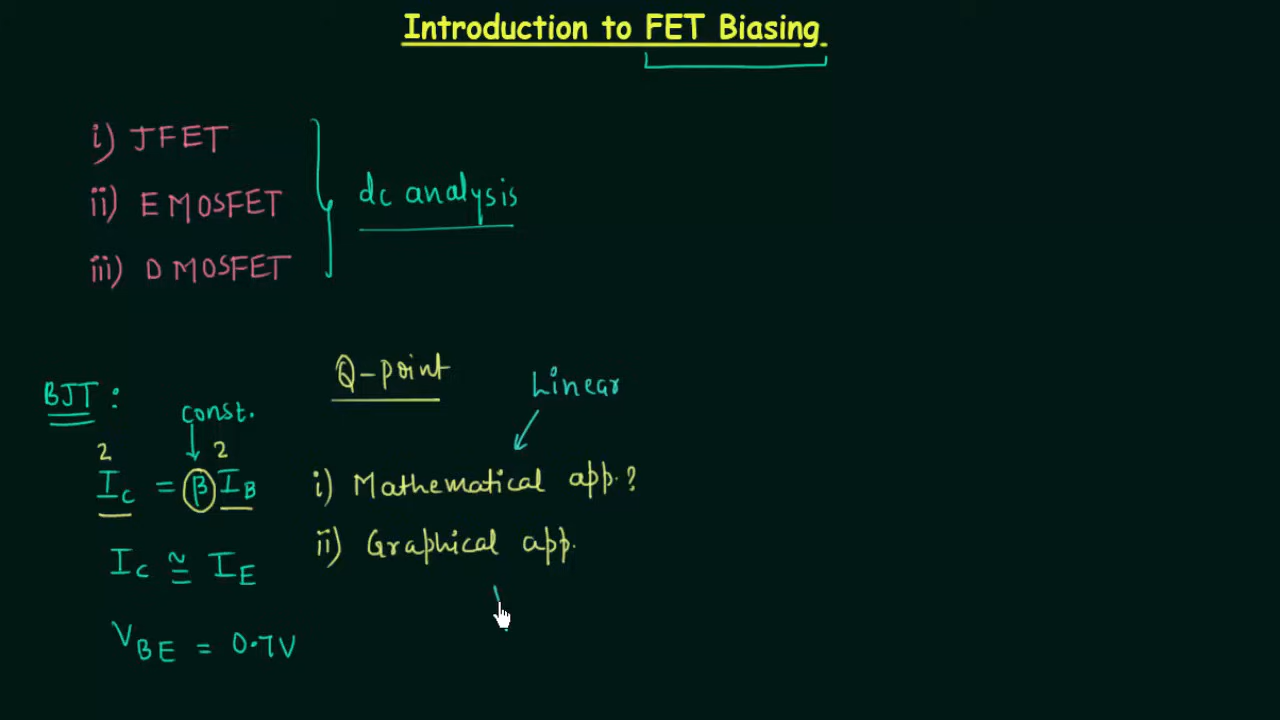 Introduction to FET Biasing
i) JFET
ii) E MOSFET
iii) D MOSFET
dc analysis
Q-point
Linear
BJT :
const.
2 2
I_C = β I_B
i) Mathematical app.?
ii) Graphical app.
I_C ≅ I_E
V_BE = 0.7V